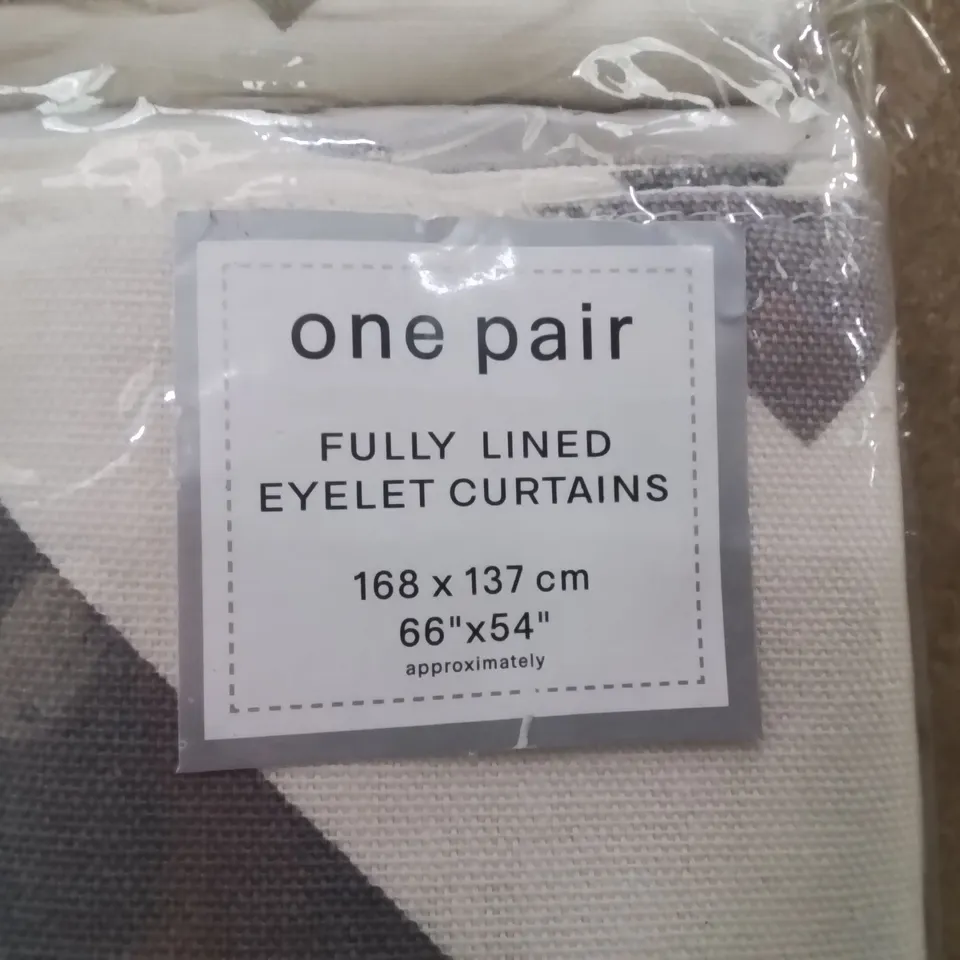 one pair
FULLY LINED
EYELET CURTAINS
168 x 137 cm
66"x54"
approximately